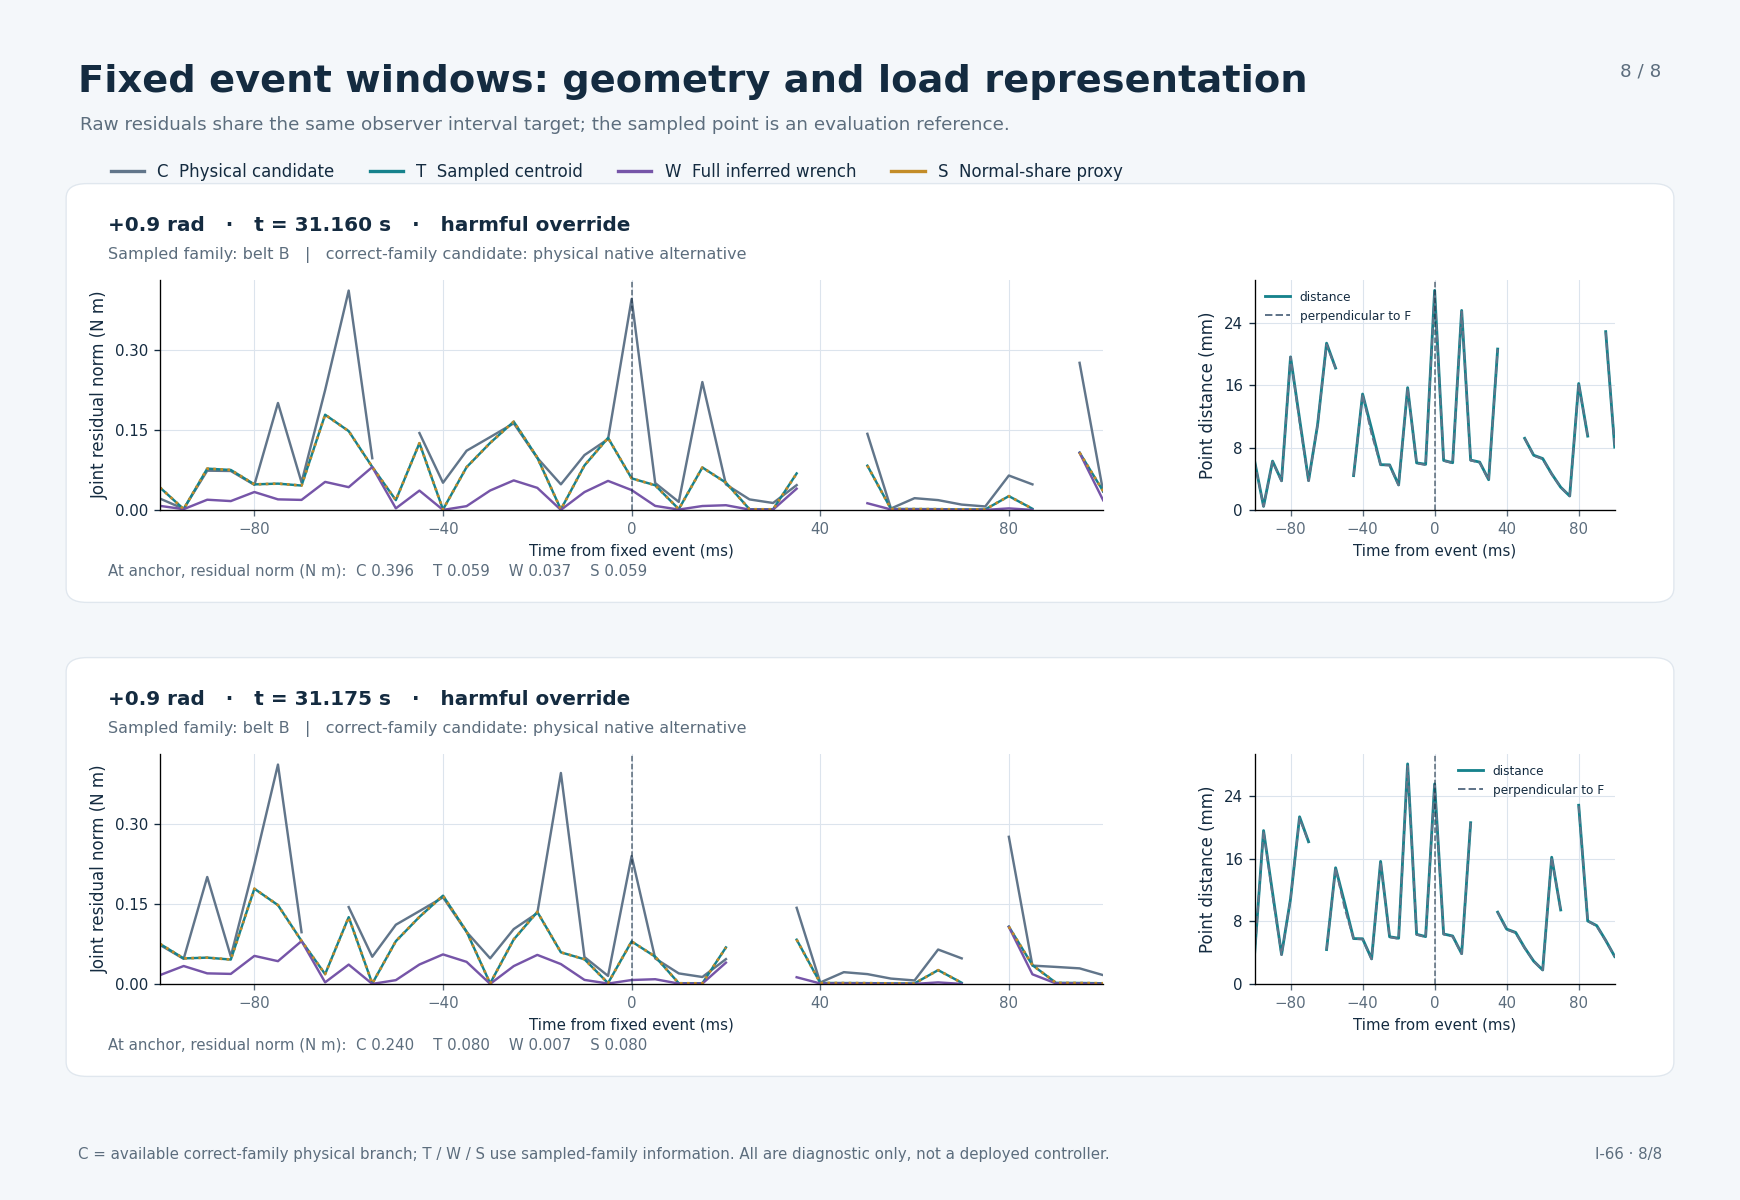 Fixed event windows: geometry and load representation
8 / 8
Raw residuals share the same observer interval target; the sampled point is an evaluation reference.
C  Physical candidate
T  Sampled centroid
W  Full inferred wrench
S  Normal-share proxy
+0.9 rad · t = 31.160 s · harmful override
Sampled family: belt B | correct-family candidate: physical native alternative
Joint residual norm (N m)
0.30
0.15
0.00
−80
−40
0
40
80
Time from fixed event (ms)
Point distance (mm)
distance
perpendicular to F
24
16
8
0
−80
−40
0
40
80
Time from event (ms)
At anchor, residual norm (N m): C 0.396 T 0.059 W 0.037 S 0.059
+0.9 rad · t = 31.175 s · harmful override
Sampled family: belt B | correct-family candidate: physical native alternative
Joint residual norm (N m)
0.30
0.15
0.00
−80
−40
0
40
80
Time from fixed event (ms)
Point distance (mm)
distance
perpendicular to F
24
16
8
0
−80
−40
0
40
80
Time from event (ms)
At anchor, residual norm (N m): C 0.240 T 0.080 W 0.007 S 0.080
C = available correct-family physical branch; T / W / S use sampled-family information. All are diagnostic only, not a deployed controller.
I-66 · 8/8